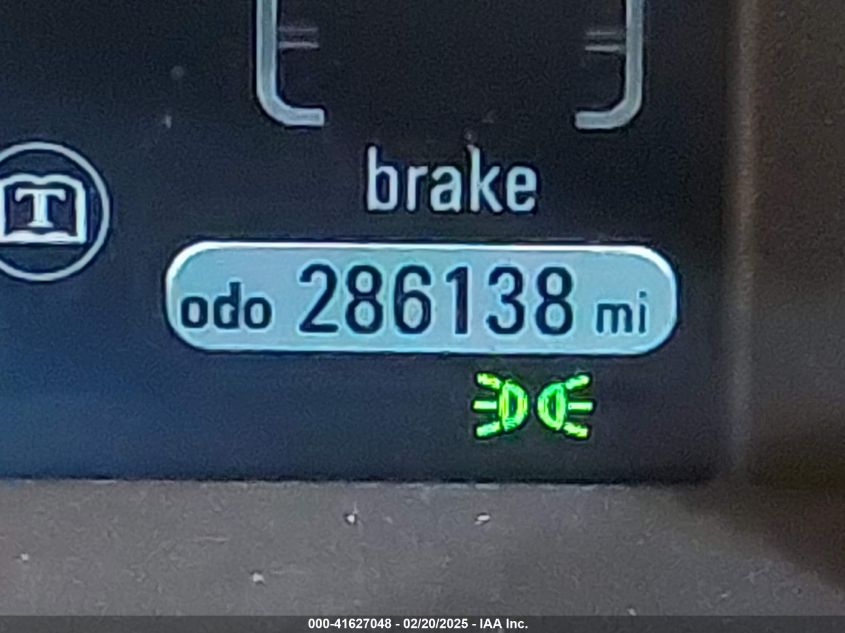 brake
T
odo 286138 mi
000-41627048 - 02/20/2025 - IAA Inc.